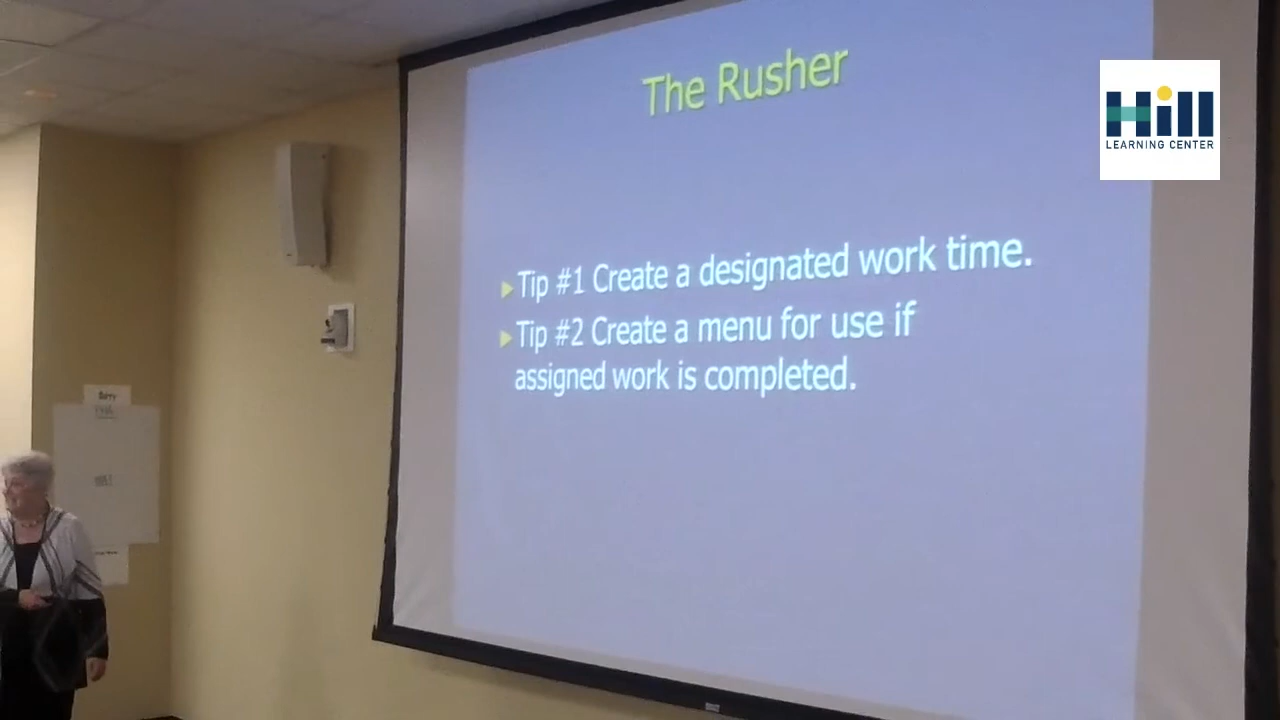 The Rusher
Hill
LEARNING CENTER
Tip #1 Create a designated work time.
Tip #2 Create a menu for use if
assigned work is completed.